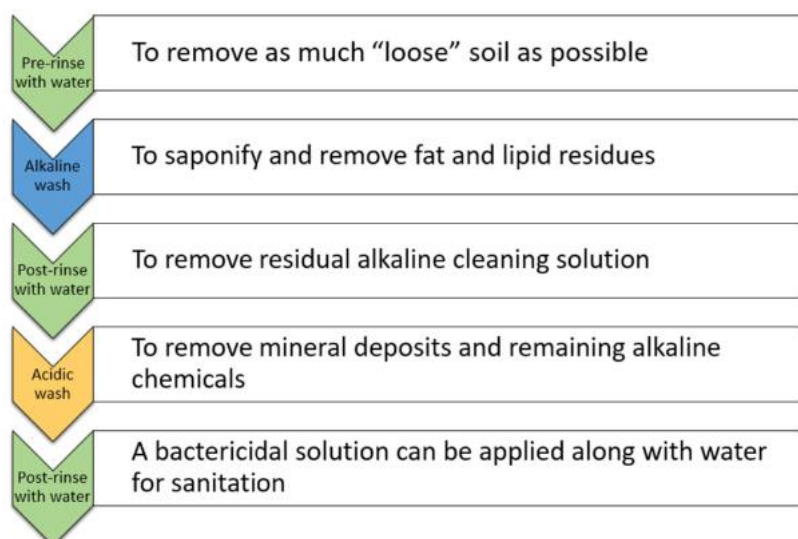 Pre-rinse
with water
To remove as much “loose” soil as possible
Alkaline
wash
To saponify and remove fat and lipid residues
Post-rinse
with water
To remove residual alkaline cleaning solution
Acidic
wash
To remove mineral deposits and remaining alkaline
chemicals
Post-rinse
with water
A bactericidal solution can be applied along with water
for sanitation